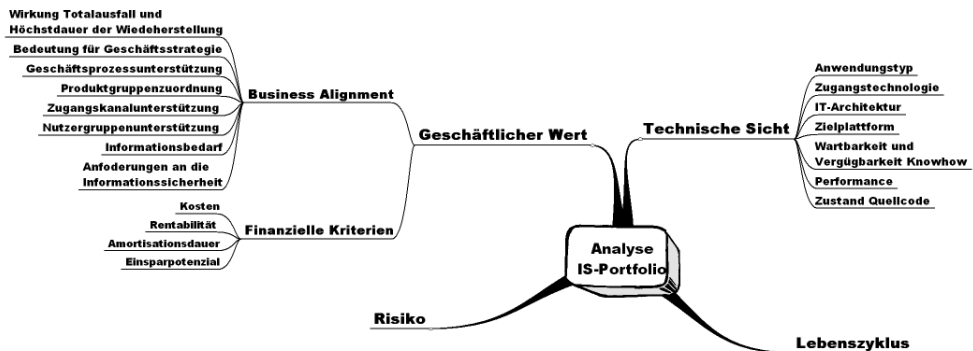 Wirkung Totalausfall und
Höchstdauer der Wiedeherstellung
Bedeutung für Geschäftsstrategie
Geschäftsprozessunterstützung
Produktgruppenzuordnung
Zugangskanalunterstützung
Nutzergruppenunterstützung
Informationsbedarf
Anfoderungen an die
Informationssicherheit
Business Alignment
Kosten
Rentabilität
Amortisationsdauer
Einsparpotenzial
Finanzielle Kriterien
Geschäftlicher Wert
Technische Sicht
Anwendungstyp
Zugangstechnologie
IT-Architektur
Zielplattform
Wartbarkeit und
Vergügbarkeit Knowhow
Performance
Zustand Quellcode
Analyse
IS-Portfolio
Risiko
Lebenszyklus